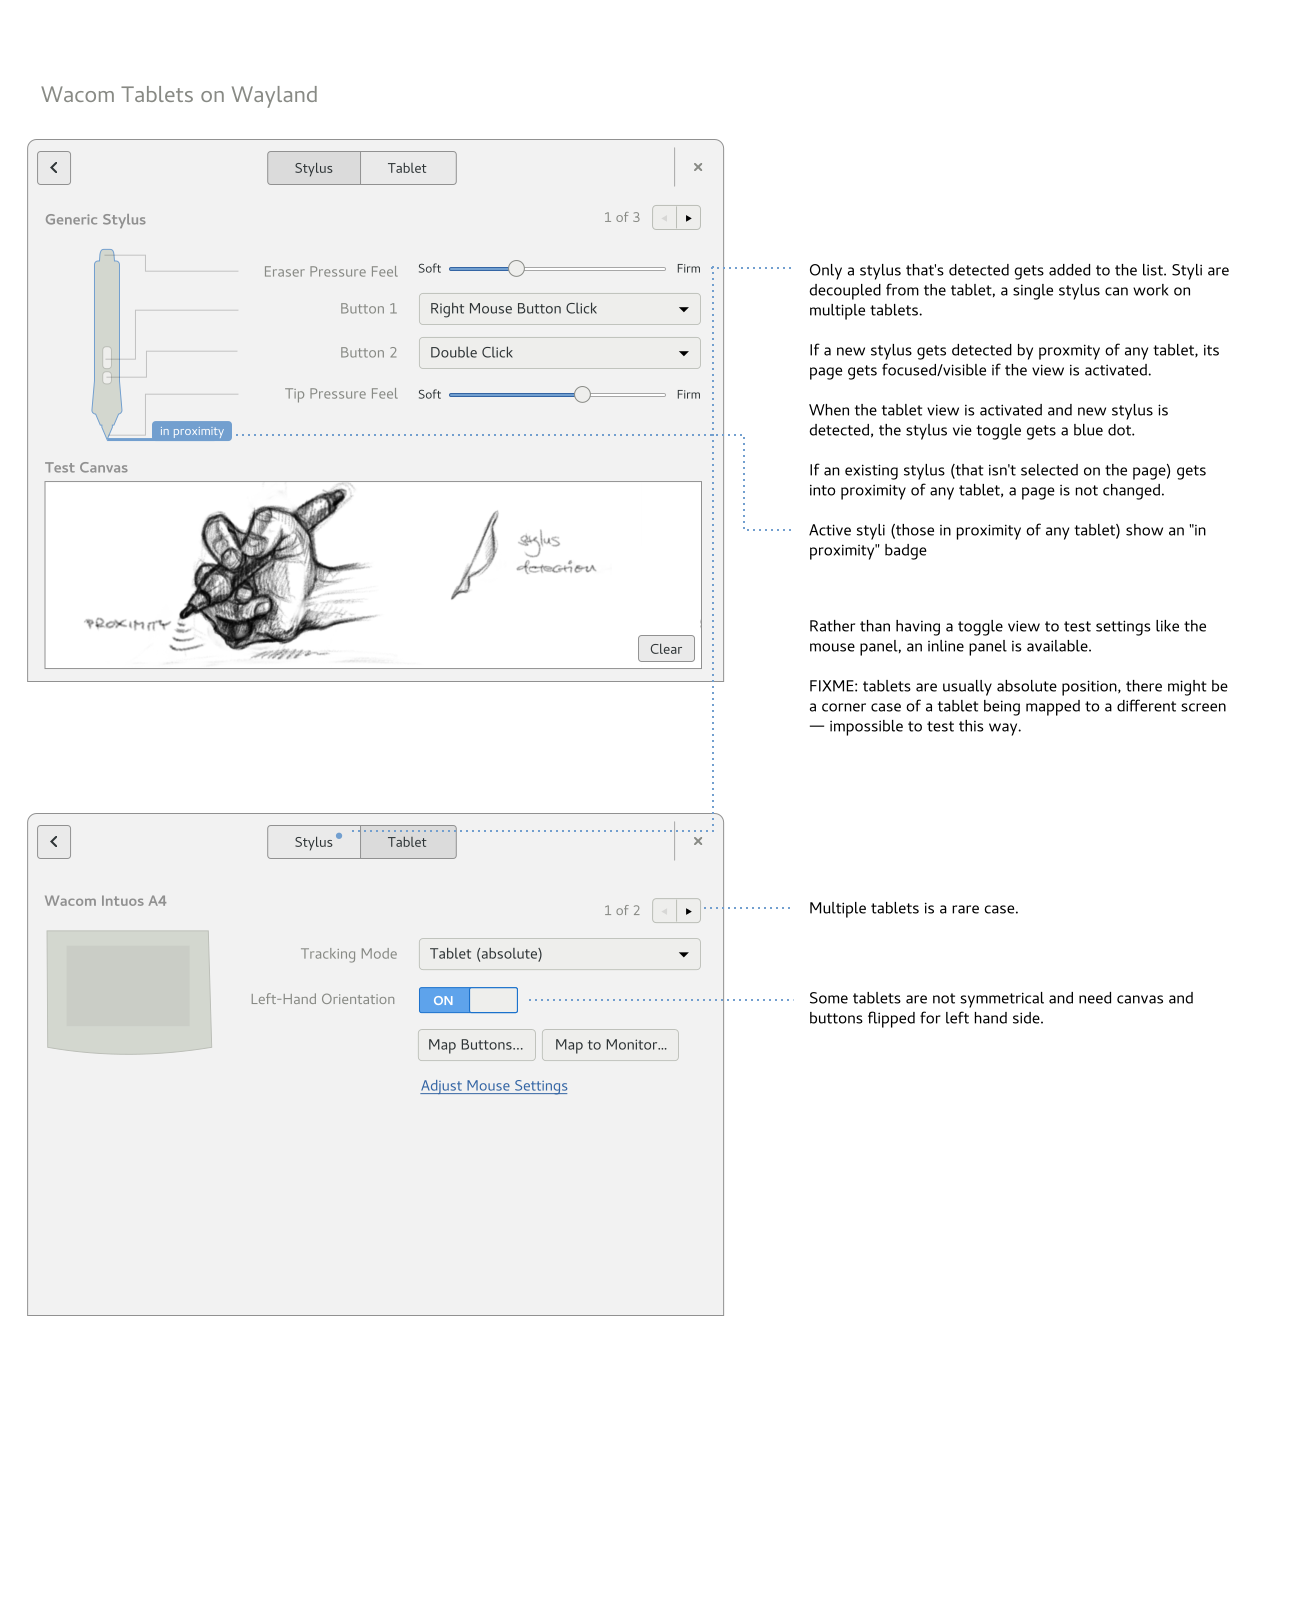 Wacom Tablets on Wayland
Stylus
Tablet
Generic Stylus
1 of 3
Eraser Pressure Feel
Soft
Firm
Button 1
Right Mouse Button Click
Button 2
Double Click
Tip Pressure Feel
Soft
Firm
in proximity
Test Canvas
PROXIMITY
stylus
detection
Clear
Only a stylus that's detected gets added to the list. Styli are
decoupled from the tablet, a single stylus can work on
multiple tablets.
If a new stylus gets detected by proxmity of any tablet, its
page gets focused/visible if the view is activated.
When the tablet view is activated and new stylus is
detected, the stylus vie toggle gets a blue dot.
If an existing stylus (that isn't selected on the page) gets
into proximity of any tablet, a page is not changed.
Active styli (those in proximity of any tablet) show an "in
proximity" badge
Rather than having a toggle view to test settings like the
mouse panel, an inline panel is available.
FIXME: tablets are usually absolute position, there might be
a corner case of a tablet being mapped to a different screen
— impossible to test this way.
Stylus
Tablet
Wacom Intuos A4
1 of 2
Multiple tablets is a rare case.
Tracking Mode
Tablet (absolute)
Left-Hand Orientation
ON
Some tablets are not symmetrical and need canvas and
buttons flipped for left hand side.
Map Buttons...
Map to Monitor...
Adjust Mouse Settings